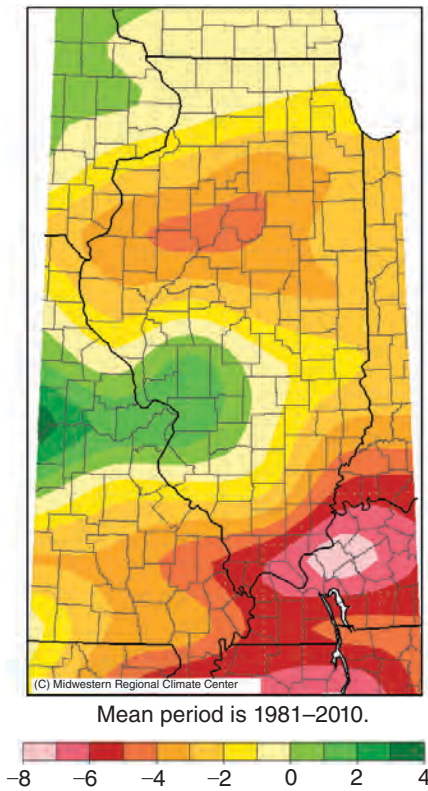 (C) Midwestern Regional Climate Center
Mean period is 1981–2010.
−8 −6 −4 −2 0 2 4